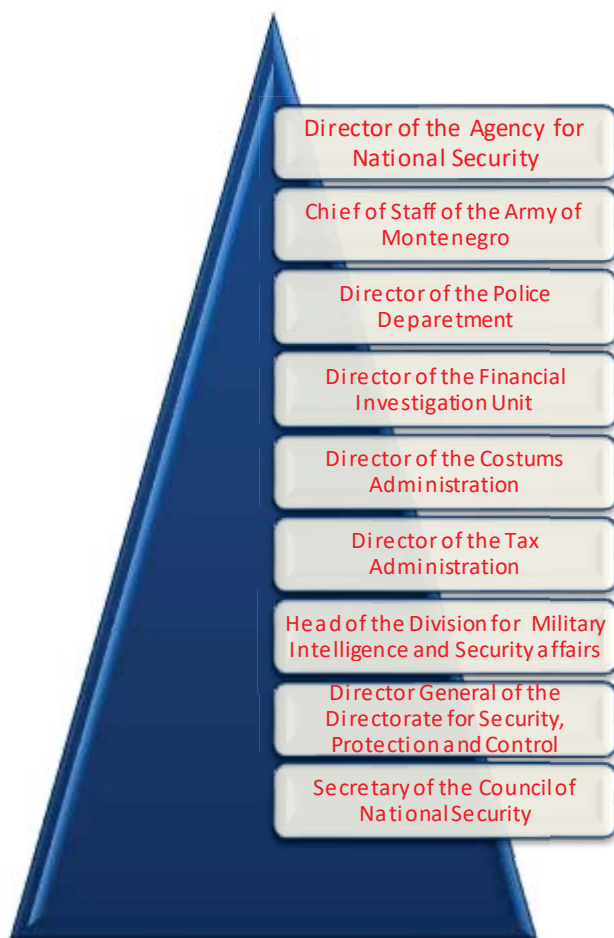 Director of the Agency for
National Security
Chief of Staff of the Army of
Montenegro
Director of the Police
Deparetment
Director of the Financial
Investigation Unit
Director of the Costums
Administration
Director of the Tax
Administration
Head of the Division for Military
Intelligence and Security affairs
Director General of the
Directorate for Security,
Protection and Control
Secretary of the Council of
National Security